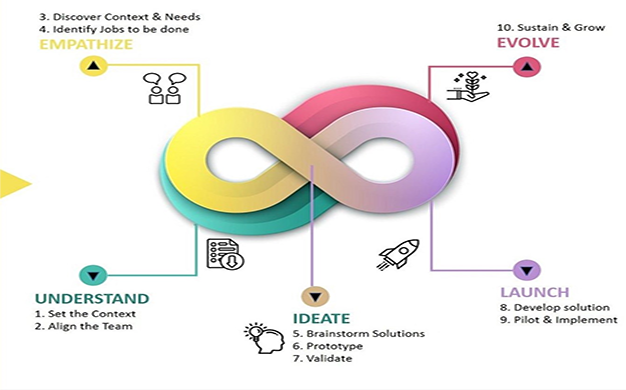 3. Discover Context & Needs
4. Identify Jobs to be done
EMPATHIZE
10. Sustain & Grow
EVOLVE
UNDERSTAND
1. Set the Context
2. Align the Team
IDEATE
5. Brainstorm Solutions
6. Prototype
7. Validate
LAUNCH
8. Develop solution
9. Pilot & Implement